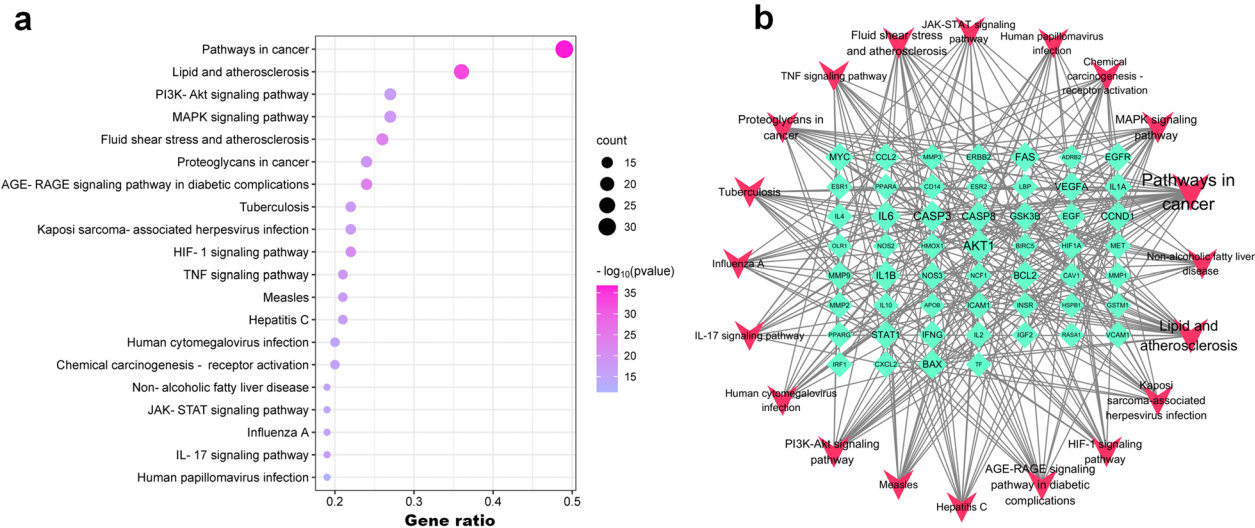 a
Pathways in cancer
Lipid and atherosclerosis
PI3K- Akt signaling pathway
MAPK signaling pathway
Fluid shear stress and atherosclerosis
Proteoglycans in cancer
AGE- RAGE signaling pathway in diabetic complications
Tuberculosis
Kaposi sarcoma- associated herpesvirus infection
HIF- 1 signaling pathway
TNF signaling pathway
Measles
Hepatitis C
Human cytomegalovirus infection
Chemical carcinogenesis - receptor activation
Non- alcoholic fatty liver disease
JAK- STAT signaling pathway
Influenza A
IL- 17 signaling pathway
Human papillomavirus infection
0.2 0.3 0.4 0.5
Gene ratio
count
15
20
25
30
- log10(pvalue)
35
30
25
20
15
b
JAK-STAT signaling
pathway
Fluid shear stress
and atherosclerosis
Human papillomavirus
infection
TNF signaling pathway
Chemical
carcinogenesis -
receptor activation
Proteoglycans in
cancer
MAPK signaling
pathway
Tuberculosis
Pathways in
cancer
Influenza A
Non-alcoholic fatty liver
disease
IL-17 signaling pathway
Lipid and
atherosclerosis
Human cytomegalovirus
infection
Kaposi
sarcoma-associated
herpesvirus infection
PI3K-Akt signaling
pathway
HIF-1 signaling
pathway
Measles
AGE-RAGE signaling
pathway in diabetic
complications
Hepatitis C
MYC CCL2 MMP3 ERBB2 FAS ADRB2 EGFR
ESR1 PPARA CD14 ESR2 LBP VEGFA IL1A
IL4 IL6 CASP3 CASP8 GSK3B EGF CCND1
OLR1 NOS2 HMOX1 AKT1 BIRC5 HIF1A MET
MMP9 IL1B NOS3 NCF1 BCL2 CAV1 MMP1
MMP2 IL10 APOB ICAM1 INSR HSPB1 GSTM1
PPARG STAT1 IFNG IL2 IGF2 RASA1 VCAM1
IRF1 CXCL2 BAX TF